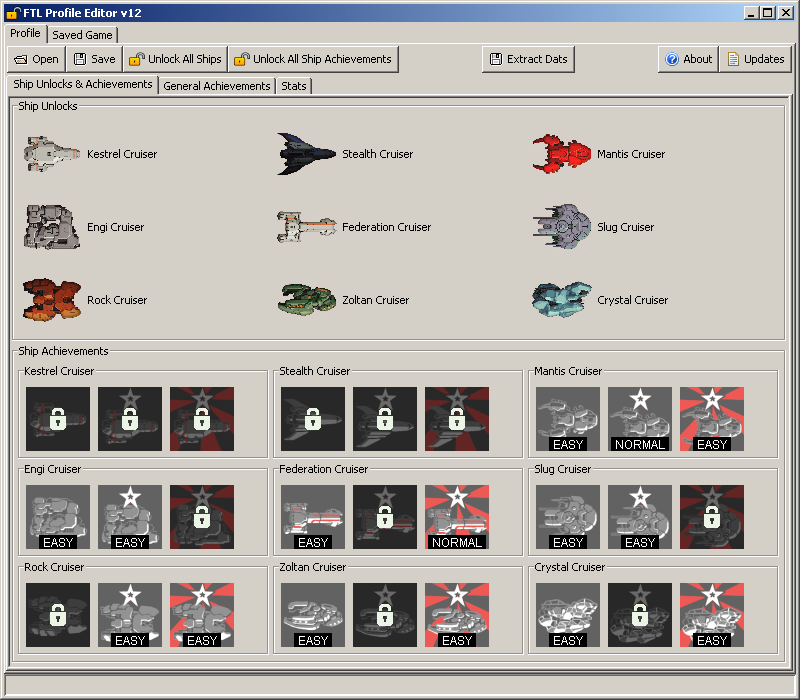 FTL Profile Editor v12
Profile Saved Game
Open Save Unlock All Ships Unlock All Ship Achievements Extract Dats About Updates
Ship Unlocks & Achievements General Achievements Stats
Ship Unlocks
Kestrel Cruiser Stealth Cruiser Mantis Cruiser
Engi Cruiser Federation Cruiser Slug Cruiser
Rock Cruiser Zoltan Cruiser Crystal Cruiser
Ship Achievements
Kestrel Cruiser Stealth Cruiser Mantis Cruiser
EASY NORMAL EASY
Engi Cruiser Federation Cruiser Slug Cruiser
EASY EASY EASY NORMAL EASY EASY
Rock Cruiser Zoltan Cruiser Crystal Cruiser
EASY EASY EASY EASY EASY EASY